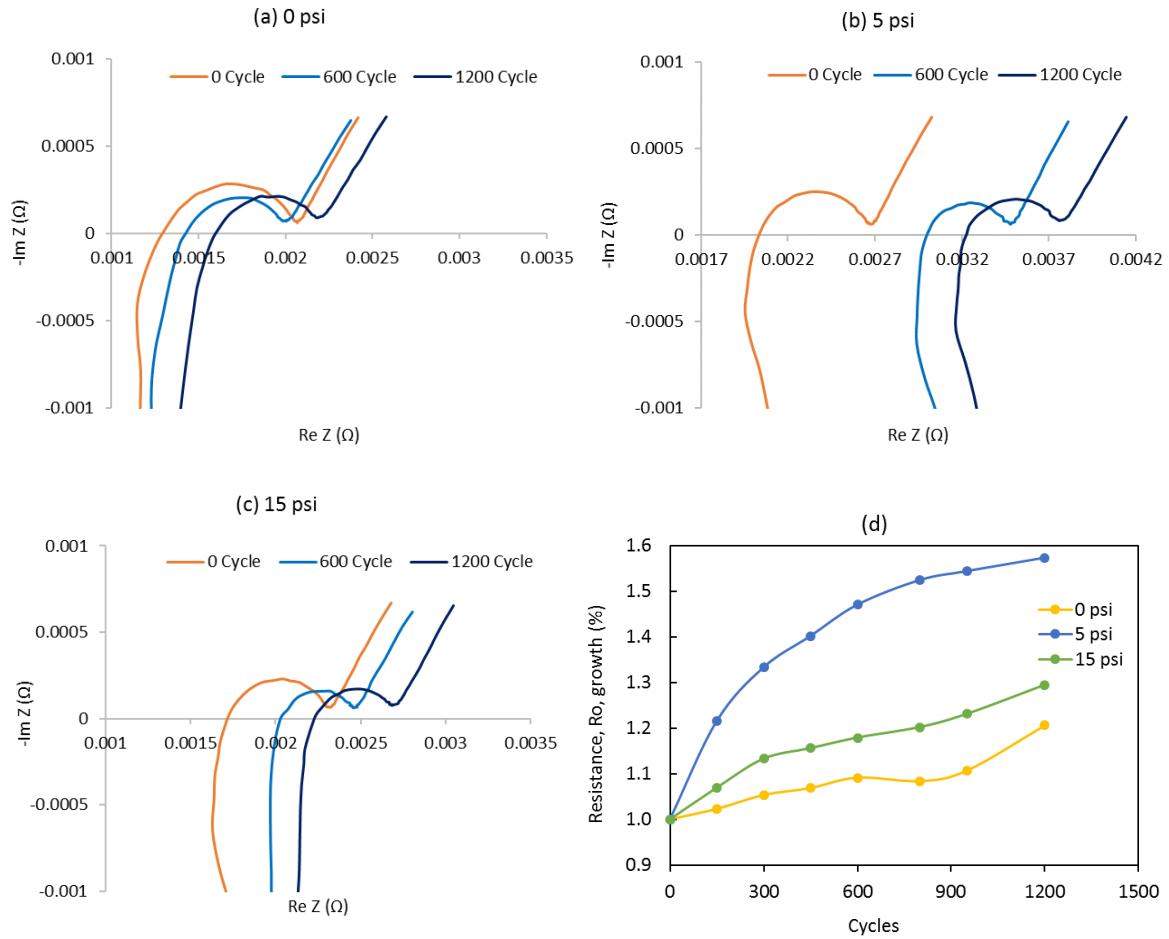 (a) 0 psi
0.001
0 Cycle 600 Cycle 1200 Cycle
0.0005
-Im Z (Ω)
0
0.001 0.0015 0.002 0.0025 0.003 0.0035
-0.0005
-0.001
Re Z (Ω)
(b) 5 psi
0.001
0 Cycle 600 Cycle 1200 Cycle
0.0005
-Im Z (Ω)
0
0.0017 0.0022 0.0027 0.0032 0.0037 0.0042
-0.0005
-0.001
Re Z (Ω)
(c) 15 psi
0.001
0 Cycle 600 Cycle 1200 Cycle
0.0005
-Im Z (Ω)
0
0.001 0.0015 0.002 0.0025 0.003 0.0035
-0.0005
-0.001
Re Z (Ω)
(d)
Resistance, Ro, growth (%)
1.6
1.5
1.4
1.3
1.2
1.1
1.0
0.9
0 psi
5 psi
15 psi
0 300 600 900 1200 1500
Cycles